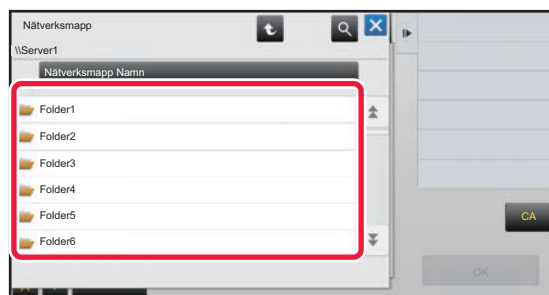 Nätverksmapp
\\Server1
Nätverksmapp Namn
Folder1
Folder2
Folder3
Folder4
Folder5
Folder6
CA
OK